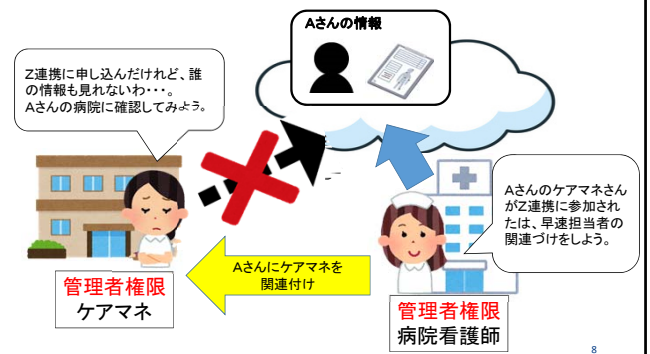 Aさんの情報
Z連携に申し込んだけれど、誰
の情報も見れないわ・・・。
Aさんの病院に確認してみよう。
Aさんのケアマネさん
がZ連携に参加され
たは、早速担当者の
関連づけをしよう。
Aさんにケアマネを
関連付け
管理者権限
ケアマネ
管理者権限
病院看護師
8